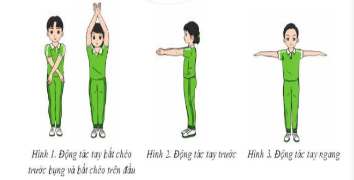 Hình 1. Động tác tay bắt chéo
trước bụng và bắt chéo trên đầu
Hình 2. Động tác tay trước
Hình 3. Động tác tay ngang